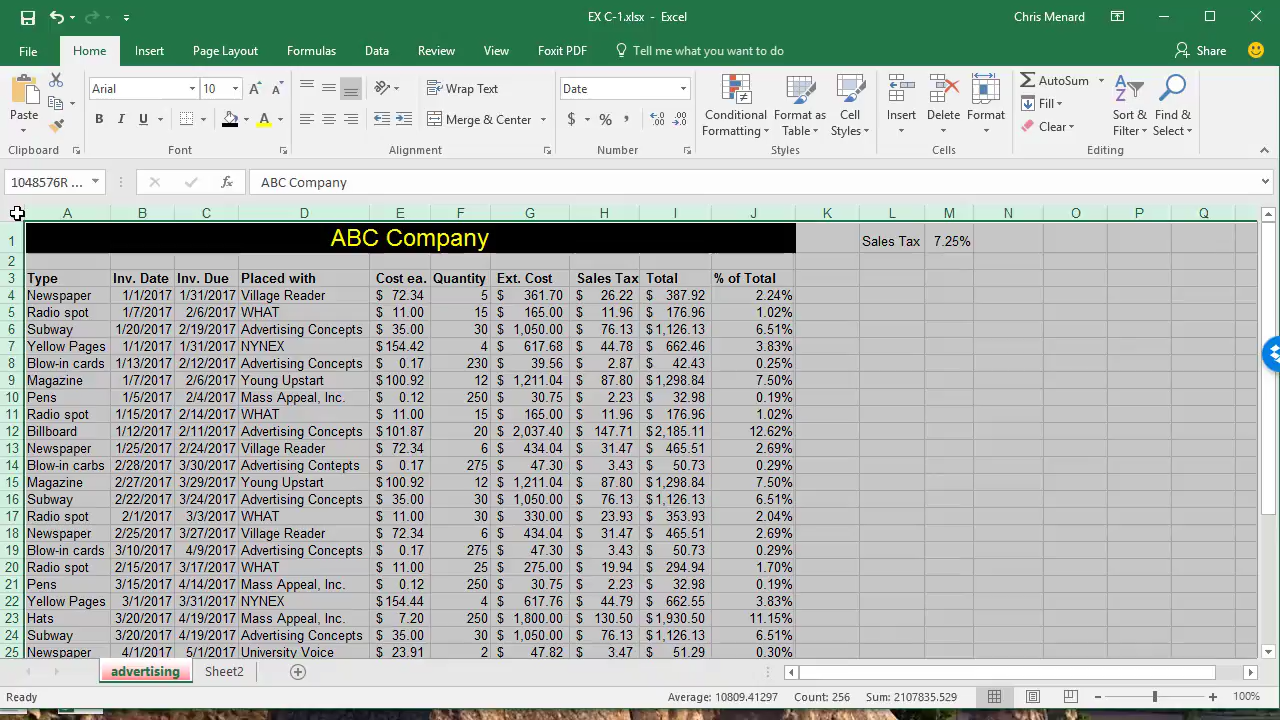 EX C-1.xlsx - Excel
Chris Menard
File Home Insert Page Layout Formulas Data Review View Foxit PDF Tell me what you want to do Share
Paste
Arial 10
B I U
Wrap Text
Merge & Center
Date
$ % ,
Conditional Formatting
Format as Table
Cell Styles
Insert
Delete
Format
AutoSum
Fill
Clear
Sort & Filter
Find & Select
Clipboard Font Alignment Number Styles Cells Editing
1048576R ... fx ABC Company
A B C D E F G H I J K L M N O P Q
1 ABC Company Sales Tax 7.25%
2
3 Type Inv. Date Inv. Due Placed with Cost ea. Quantity Ext. Cost Sales Tax Total % of Total
4 Newspaper 1/1/2017 1/31/2017 Village Reader $ 72.34 5 $ 361.70 $ 26.22 $ 387.92 2.24%
5 Radio spot 1/7/2017 2/6/2017 WHAT $ 11.00 15 $ 165.00 $ 11.96 $ 176.96 1.02%
6 Subway 1/20/2017 2/19/2017 Advertising Concepts $ 35.00 30 $ 1,050.00 $ 76.13 $ 1,126.13 6.51%
7 Yellow Pages 1/1/2017 1/31/2017 NYNEX $ 154.42 4 $ 617.68 $ 44.78 $ 662.46 3.83%
8 Blow-in cards 1/13/2017 2/12/2017 Advertising Concepts $ 0.17 230 $ 39.56 $ 2.87 $ 42.43 0.25%
9 Magazine 1/7/2017 2/6/2017 Young Upstart $ 100.92 12 $ 1,211.04 $ 87.80 $ 1,298.84 7.50%
10 Pens 1/5/2017 2/4/2017 Mass Appeal, Inc. $ 0.12 250 $ 30.75 $ 2.23 $ 32.98 0.19%
11 Radio spot 1/15/2017 2/14/2017 WHAT $ 11.00 15 $ 165.00 $ 11.96 $ 176.96 1.02%
12 Billboard 1/12/2017 2/11/2017 Advertising Concepts $ 101.87 20 $ 2,037.40 $ 147.71 $ 2,185.11 12.62%
13 Newspaper 1/25/2017 2/24/2017 Village Reader $ 72.34 6 $ 434.04 $ 31.47 $ 465.51 2.69%
14 Blow-in carbs 2/28/2017 3/30/2017 Advertising Contepts $ 0.17 275 $ 47.30 $ 3.43 $ 50.73 0.29%
15 Magazine 2/27/2017 3/29/2017 Young Upstart $ 100.92 12 $ 1,211.04 $ 87.80 $ 1,298.84 7.50%
16 Subway 2/22/2017 3/24/2017 Advertising Concepts $ 35.00 30 $ 1,050.00 $ 76.13 $ 1,126.13 6.51%
17 Radio spot 2/1/2017 3/3/2017 WHAT $ 11.00 30 $ 330.00 $ 23.93 $ 353.93 2.04%
18 Newspaper 2/25/2017 3/27/2017 Village Reader $ 72.34 6 $ 434.04 $ 31.47 $ 465.51 2.69%
19 Blow-in cards 3/10/2017 4/9/2017 Advertising Concepts $ 0.17 275 $ 47.30 $ 3.43 $ 50.73 0.29%
20 Radio spot 2/15/2017 3/17/2017 WHAT $ 11.00 25 $ 275.00 $ 19.94 $ 294.94 1.70%
21 Pens 3/15/2017 4/14/2017 Mass Appeal, Inc. $ 0.12 250 $ 30.75 $ 2.23 $ 32.98 0.19%
22 Yellow Pages 3/1/2017 3/31/2017 NYNEX $ 154.44 4 $ 617.76 $ 44.79 $ 662.55 3.83%
23 Hats 3/20/2017 4/19/2017 Mass Appeal, Inc. $ 7.20 250 $ 1,800.00 $ 130.50 $ 1,930.50 11.15%
24 Subway 3/20/2017 4/19/2017 Advertising Concepts $ 35.00 30 $ 1,050.00 $ 76.13 $ 1,126.13 6.51%
25 Newspaper 4/1/2017 5/1/2017 University Voice $ 23.91 2 $ 47.82 $ 3.47 $ 51.29 0.30%
advertising Sheet2
Ready Average: 10809.41297 Count: 256 Sum: 2107835.529 100%